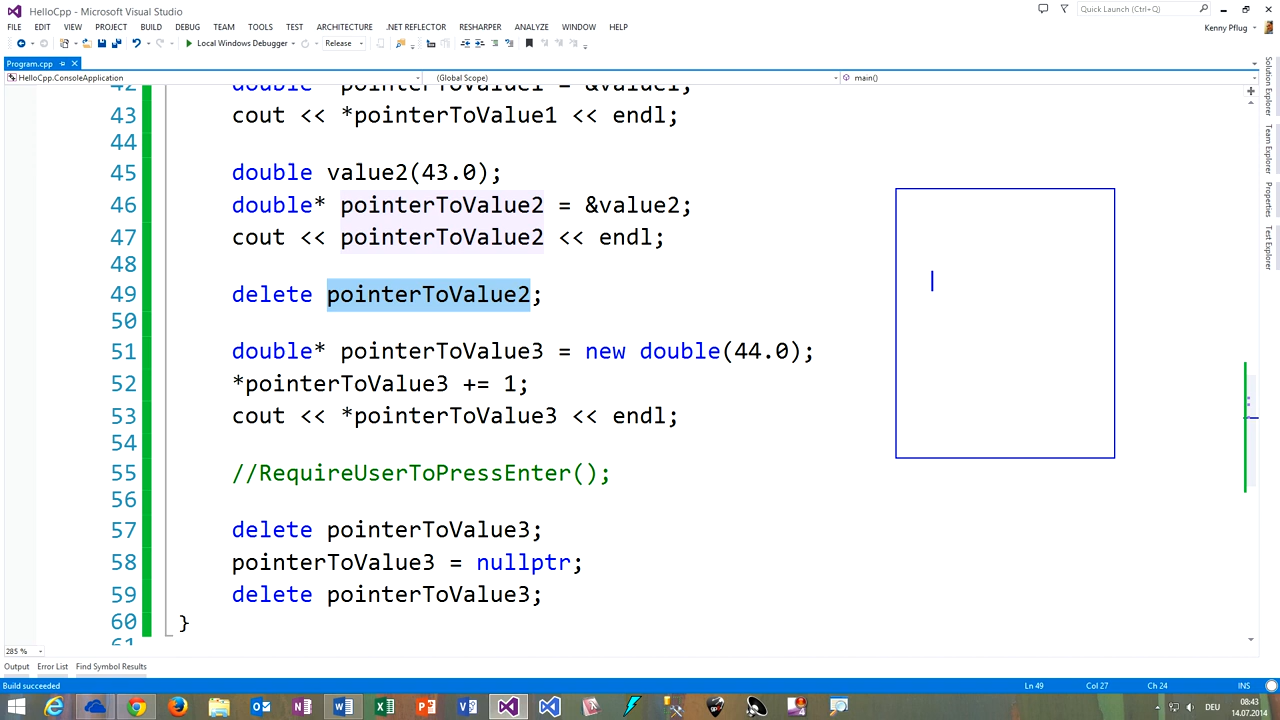 HelloCpp - Microsoft Visual Studio
Quick Launch (Ctrl+Q)
FILE EDIT VIEW PROJECT BUILD DEBUG TEAM TOOLS TEST ARCHITECTURE .NET REFLECTOR RESHARPER ANALYZE WINDOW HELP
Kenny Pflug
Local Windows Debugger Release
Program.cpp
HelloCpp.ConsoleApplication (Global Scope) main()
42 double* pointerToValue1 = &value1;
43 cout << *pointerToValue1 << endl;
44
45 double value2(43.0);
46 double* pointerToValue2 = &value2;
47 cout << pointerToValue2 << endl;
48
49 delete pointerToValue2;
50
51 double* pointerToValue3 = new double(44.0);
52 *pointerToValue3 += 1;
53 cout << *pointerToValue3 << endl;
54
55 //RequireUserToPressEnter();
56
57 delete pointerToValue3;
58 pointerToValue3 = nullptr;
59 delete pointerToValue3;
60 }
61
Solution Explorer
Team Explorer
Properties
Test Explorer
285 %
Output Error List Find Symbol Results
Build succeeded Ln 49 Col 27 Ch 24 INS
DEU 08:43
14.07.2014